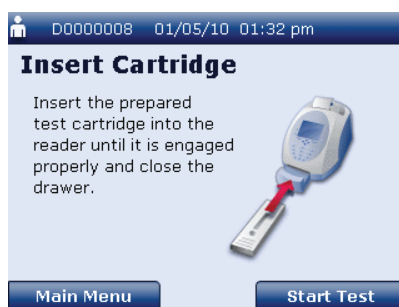 D0000008 01/05/10 01:32 pm
Insert Cartridge
Insert the prepared
test cartridge into the
reader until it is engaged
properly and close the
drawer.
Main Menu Start Test